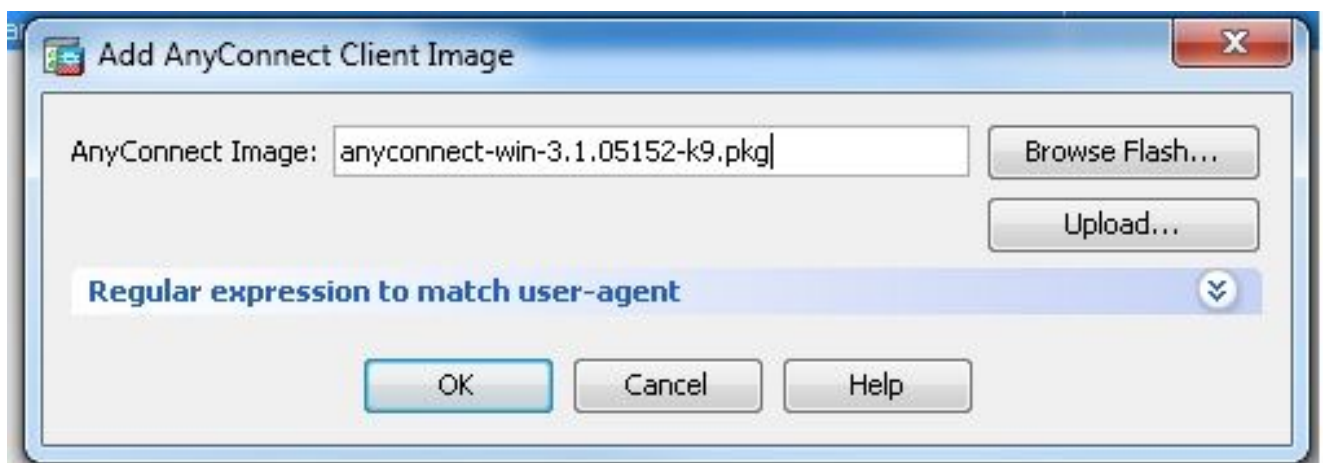 Add AnyConnect Client Image
AnyConnect Image: anyconnect-win-3.1.05152-k9.pkg Browse Flash...
Upload...
Regular expression to match user-agent
OK Cancel Help